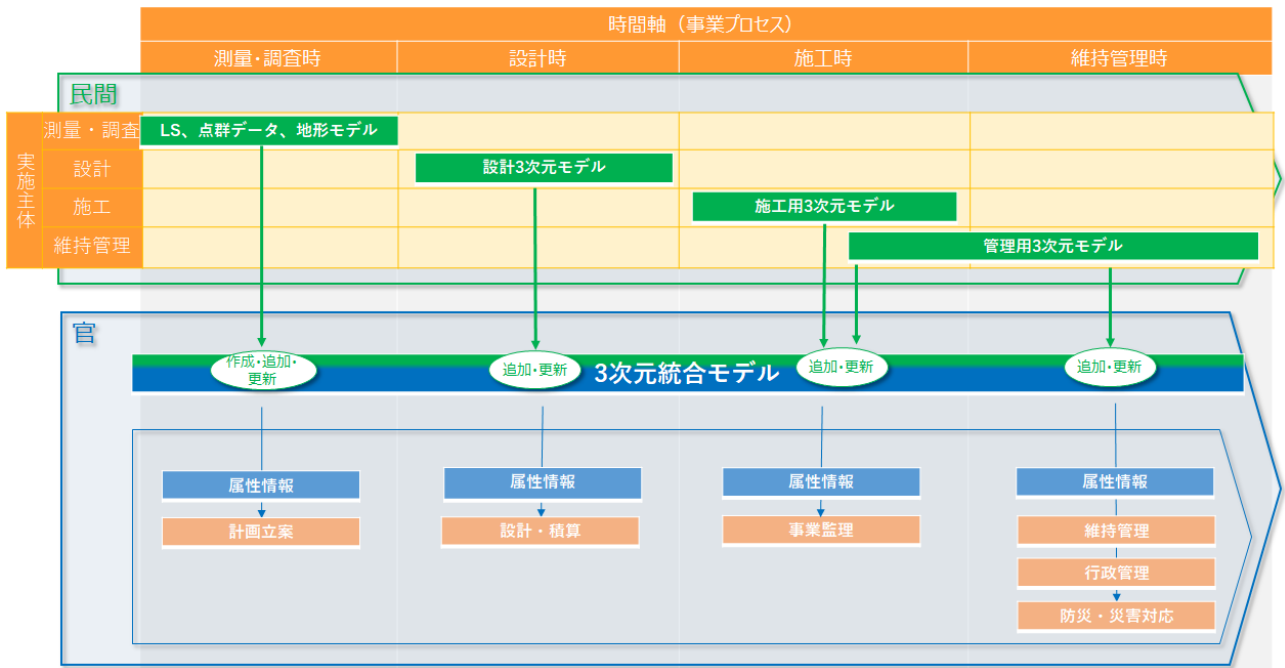 時間軸（事業プロセス）
測量・調査時
設計時
施工時
維持管理時
民間
実施主体
測量・調査
LS、点群データ、地形モデル
設計
設計3次元モデル
施工
施工用3次元モデル
維持管理
管理用3次元モデル
官
作成・追加・
更新
追加・更新
3次元統合モデル
追加・更新
追加・更新
属性情報
属性情報
属性情報
属性情報
計画立案
設計・積算
事業監理
維持管理
行政管理
防災・災害対応